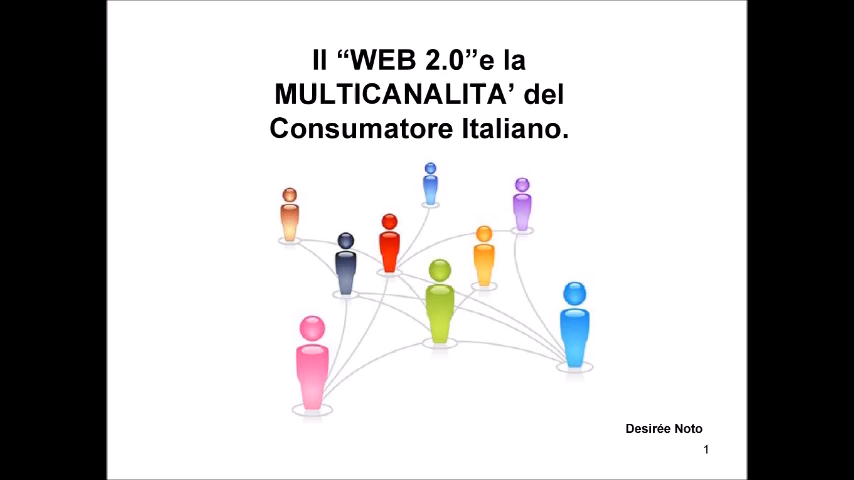 Il “WEB 2.0”e la
MULTICANALITA’ del
Consumatore Italiano.
Desirée Noto
1